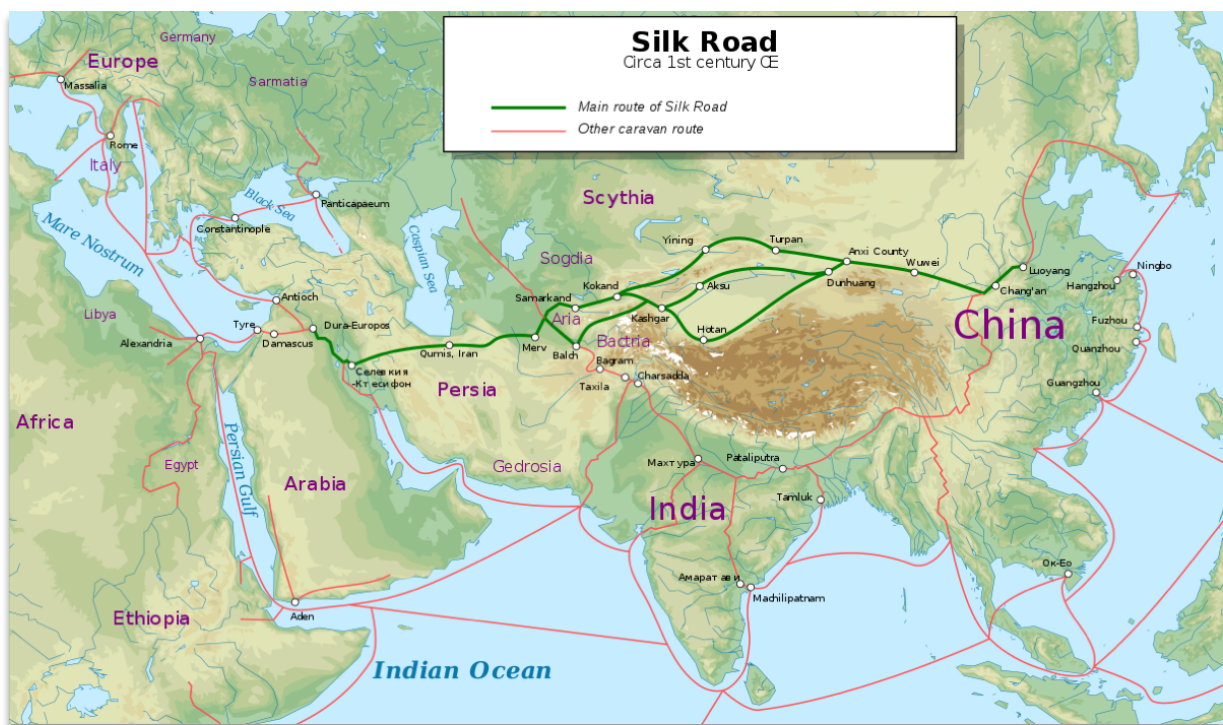 Silk Road
Circa 1st century Œ
Main route of Silk Road
Other caravan route
Germany
Europe
Massalia
Sarmatia
Rome
Italy
Black Sea
Panticapaeum
Constantinople
Mare Nostrum
Caspian Sea
Scythia
Yining
Turpan
Anxi County
Wuwei
Luoyang
Ningbo
Hangzhou
Sogdia
Kokand
Aksu
Dunhuang
Chang'an
Samarkand
Antioch
Aria
Kashgar
Libya
Tyre
Dura-Europos
Hotan
China
Fuzhou
Alexandria
Damascus
Qumis, Iran
Merv
Balch
Bactria
Quanzhou
Селевкия
-Ктесифон
Bagram
Taxila
Charsadda
Guangzhou
Persia
Africa
Egypt
Persian Gulf
Arabia
Gedrosia
Махтура
Pataliputra
India
Tamluk
Ок-Ео
Амаратави
Machilipatnam
Ethiopia
Aden
Indian Ocean